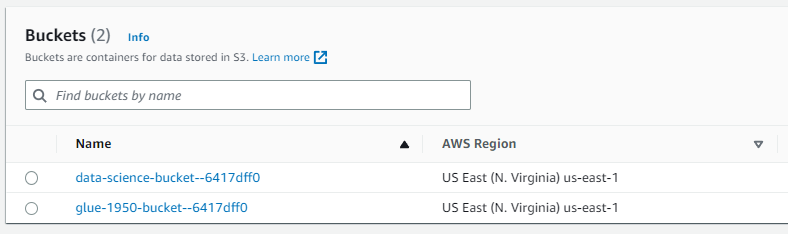 Buckets (2) Info
Buckets are containers for data stored in S3. Learn more
Find buckets by name
Name AWS Region
data-science-bucket--6417dff0 US East (N. Virginia) us-east-1
glue-1950-bucket--6417dff0 US East (N. Virginia) us-east-1